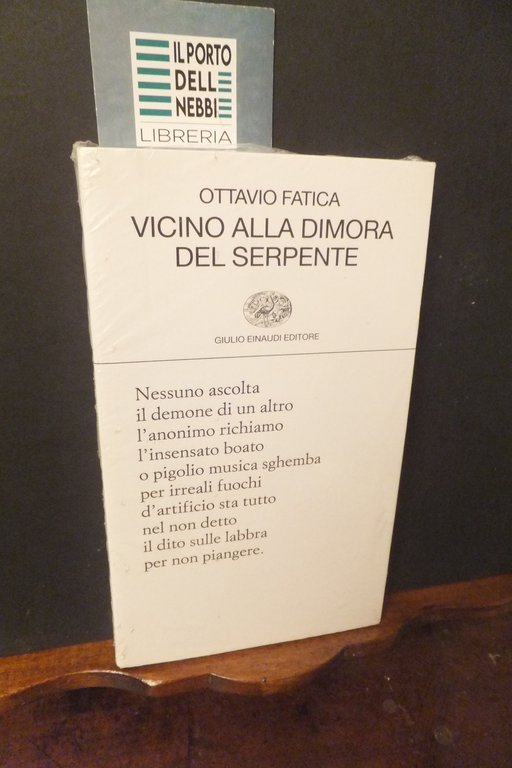 IL PORTO
DELL
NEBBI
LIBRERIA
OTTAVIO FATICA
VICINO ALLA DIMORA
DEL SERPENTE
GIULIO EINAUDI EDITORE
Nessuno ascolta
il demone di un altro
l'anonimo richiamo
l'insensato boato
o pigolio musica sghemba
per irreali fuochi
d'artificio sta tutto
nel non detto
il dito sulle labbra
per non piangere.